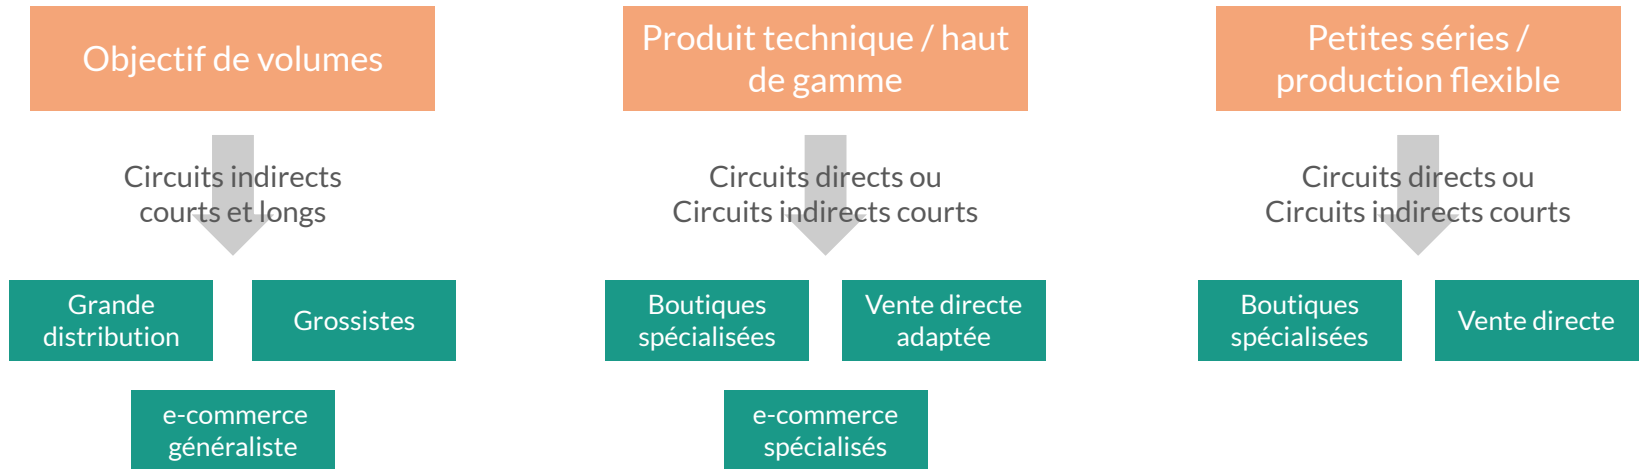 Objectif de volumes
Produit technique / haut
de gamme
Petites séries /
production flexible
Circuits indirects
courts et longs
Circuits directs ou
Circuits indirects courts
Circuits directs ou
Circuits indirects courts
Grande
distribution
Grossistes
Boutiques
spécialisées
Vente directe
adaptée
Boutiques
spécialisées
Vente directe
e-commerce
généraliste
e-commerce
spécialisés